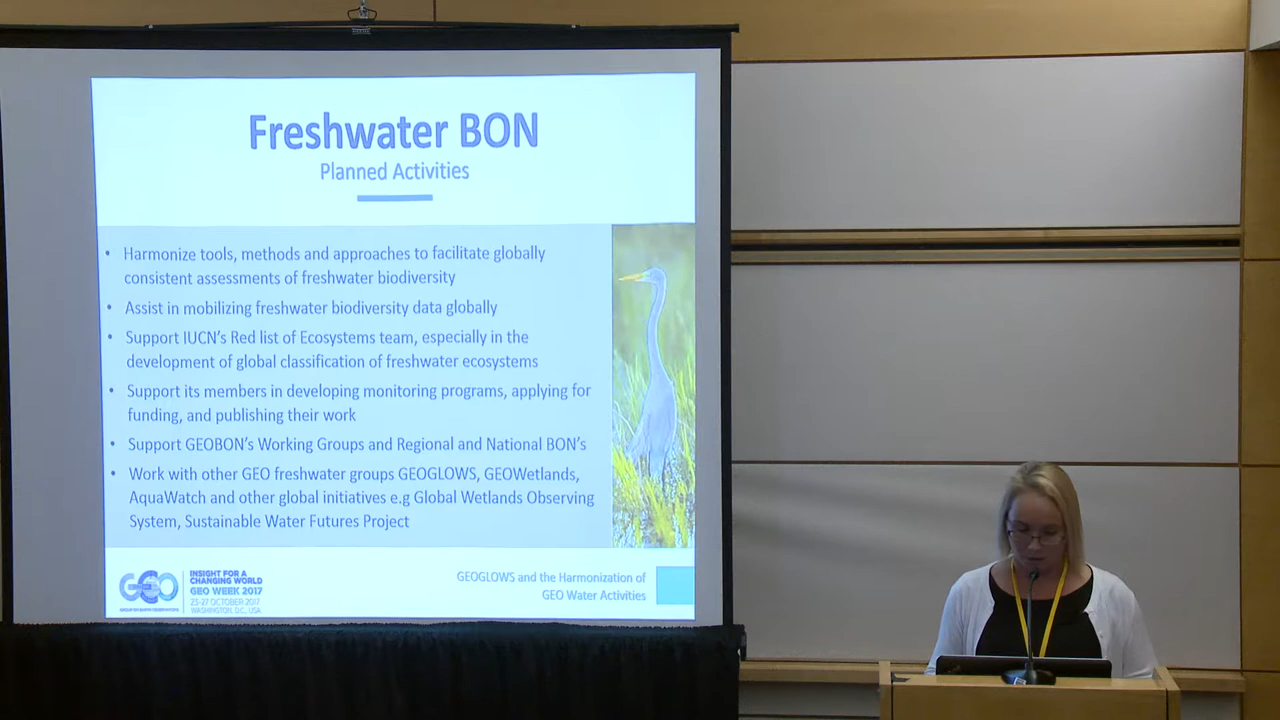 Freshwater BON
Planned Activities
• Harmonize tools, methods and approaches to facilitate globally
consistent assessments of freshwater biodiversity
• Assist in mobilizing freshwater biodiversity data globally
• Support IUCN's Red list of Ecosystems team, especially in the
development of global classification of freshwater ecosystems
• Support its members in developing monitoring programs, applying for
funding, and publishing their work
• Support GEOBON's Working Groups and Regional and National BON's
• Work with other GEO freshwater groups GEOGLOWS, GEOWetlands,
AquaWatch and other global initiatives e.g Global Wetlands Observing
System, Sustainable Water Futures Project
GEO
GROUP ON EARTH OBSERVATIONS
INSIGHT FOR A
CHANGING WORLD
GEO WEEK 2017
23-27 OCTOBER 2017
WASHINGTON, D.C. USA
GEOGLOWS and the Harmonization of
GEO Water Activities